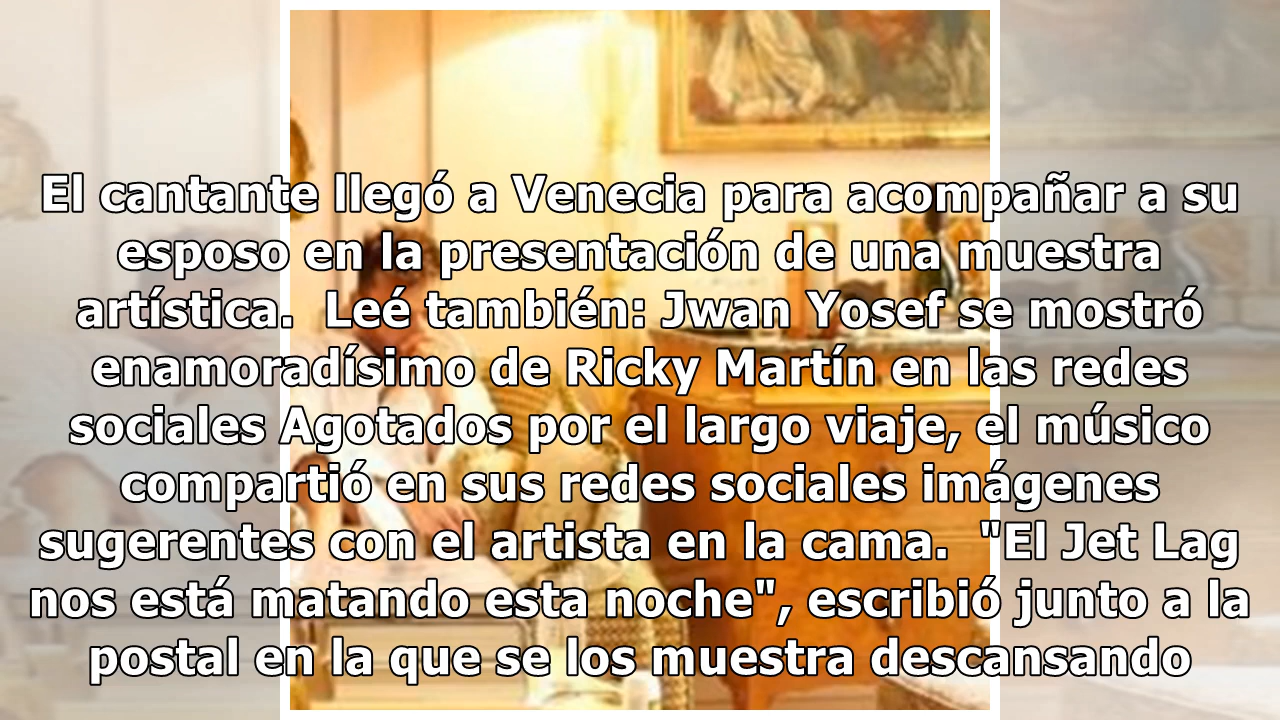 El cantante llegó a Venecia para acompañar a su
esposo en la presentación de una muestra
artística.  Leé también: Jwan Yosef se mostró
enamoradísimo de Ricky Martín en las redes
sociales Agotados por el largo viaje, el músico
compartió en sus redes sociales imágenes
sugerentes con el artista en la cama.  "El Jet Lag
nos está matando esta noche", escribió junto a la
postal en la que se los muestra descansando